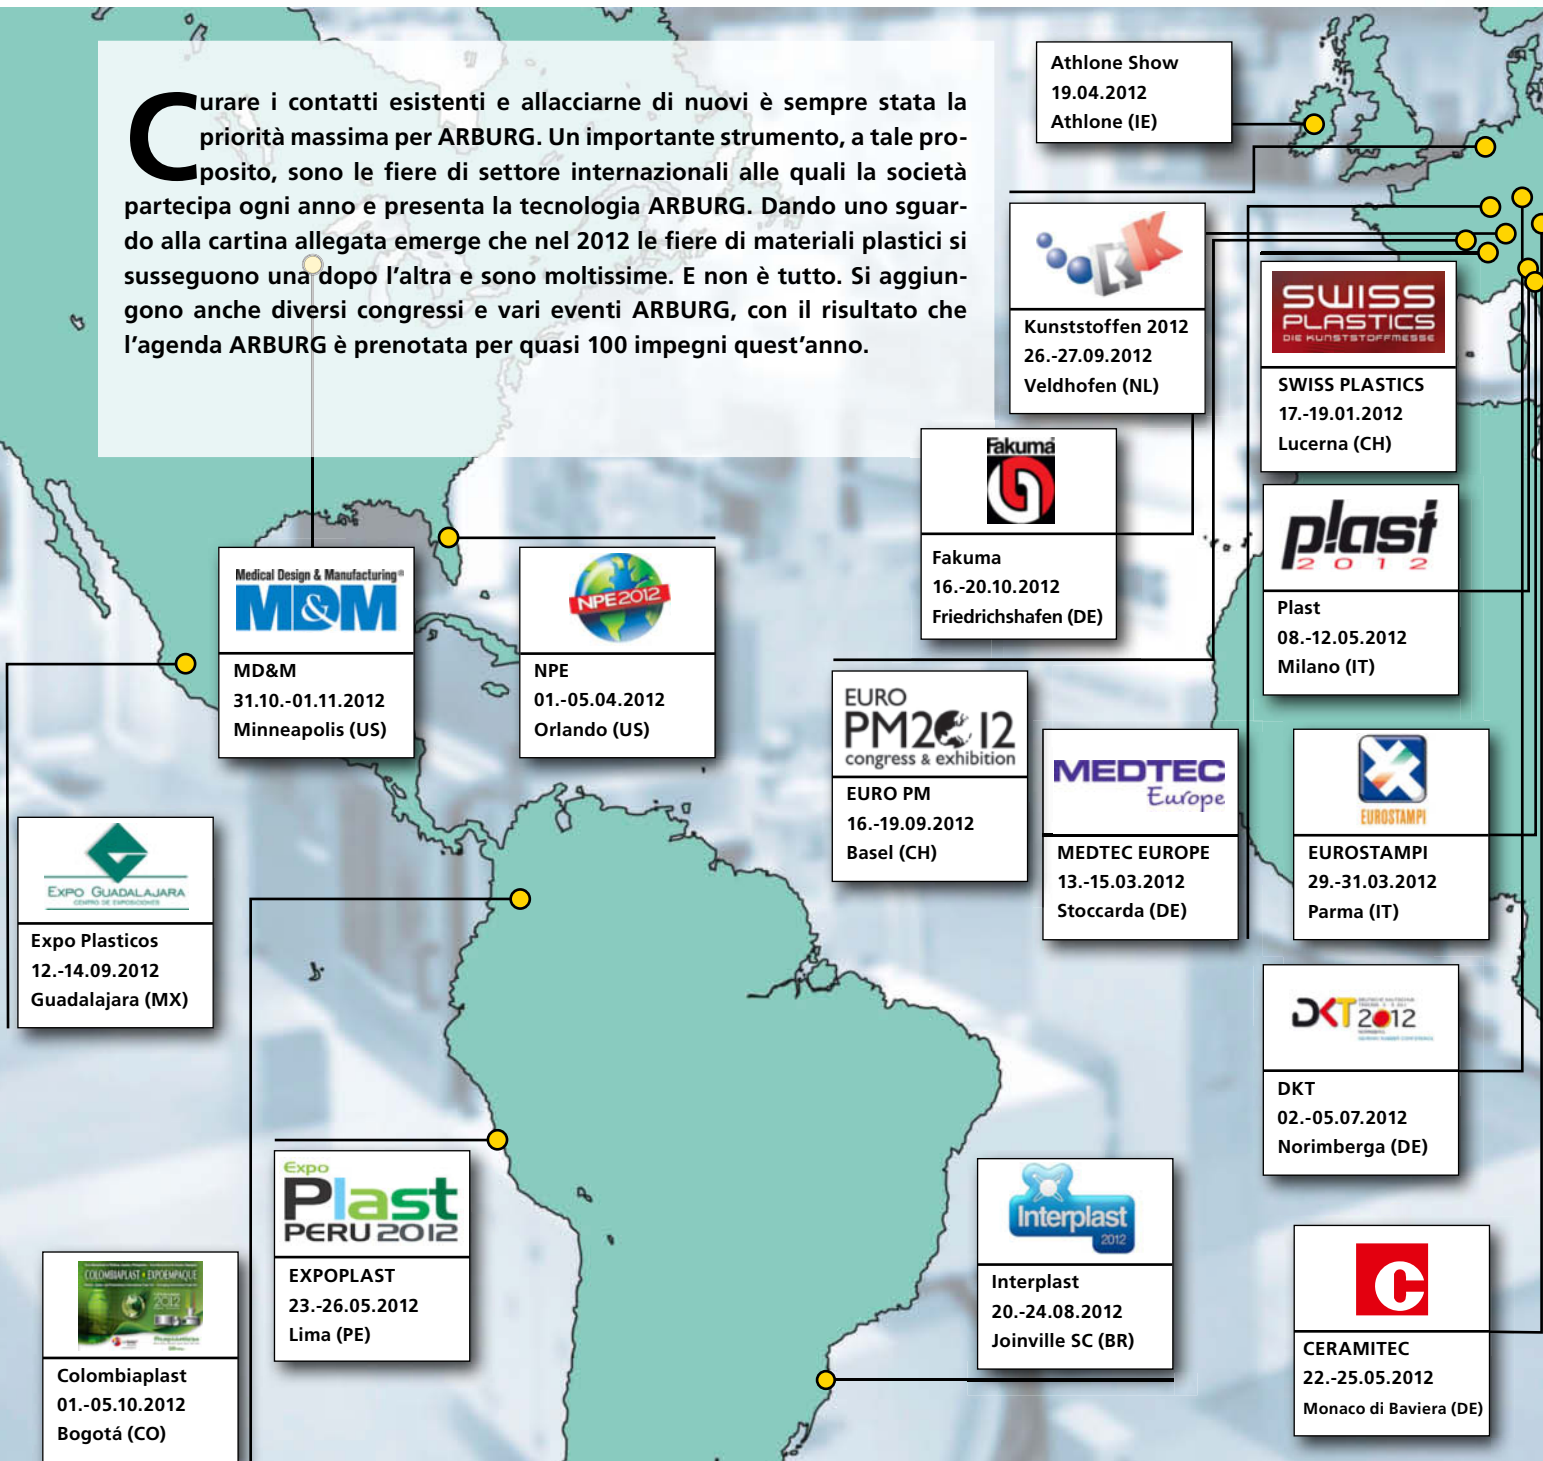 Curare i contatti esistenti e allacciarne di nuovi è sempre stata la
priorità massima per ARBURG. Un importante strumento, a tale pro-
posito, sono le fiere di settore internazionali alle quali la società
partecipa ogni anno e presenta la tecnologia ARBURG. Dando uno sguar-
do alla cartina allegata emerge che nel 2012 le fiere di materiali plastici si
susseguono una dopo l'altra e sono moltissime. E non è tutto. Si aggiun-
gono anche diversi congressi e vari eventi ARBURG, con il risultato che
l'agenda ARBURG è prenotata per quasi 100 impegni quest'anno.
Athlone Show
19.04.2012
Athlone (IE)
KK
Kunststoffen 2012
26.-27.09.2012
Veldhofen (NL)
SWISS
PLASTICS
DIE KUNSTSTOFFMESSE
SWISS PLASTICS
17.-19.01.2012
Lucerna (CH)
Fakuma
Fakuma
16.-20.10.2012
Friedrichshafen (DE)
plast
2012
Plast
08.-12.05.2012
Milano (IT)
Medical Design & Manufacturing®
MD&M
MD&M
31.10.-01.11.2012
Minneapolis (US)
NPE2012
NPE
01.-05.04.2012
Orlando (US)
EURO
PM2012
congress & exhibition
EURO PM
16.-19.09.2012
Basel (CH)
MEDTEC
Europe
MEDTEC EUROPE
13.-15.03.2012
Stoccarda (DE)
EUROSTAMPI
EUROSTAMPI
29.-31.03.2012
Parma (IT)
EXPO GUADALAJARA
CENTRO DE EXPOSICIONES
Expo Plasticos
12.-14.09.2012
Guadalajara (MX)
DKT
2012
DKT
02.-05.07.2012
Norimberga (DE)
Expo
Plast
PERU 2012
EXPOPLAST
23.-26.05.2012
Lima (PE)
Interplast
2012
Interplast
20.-24.08.2012
Joinville SC (BR)
C
CERAMITEC
22.-25.05.2012
Monaco di Baviera (DE)
COLOMBIAPLAST • EXPOEMPAQUE
2012
Colombiaplast
01.-05.10.2012
Bogotá (CO)